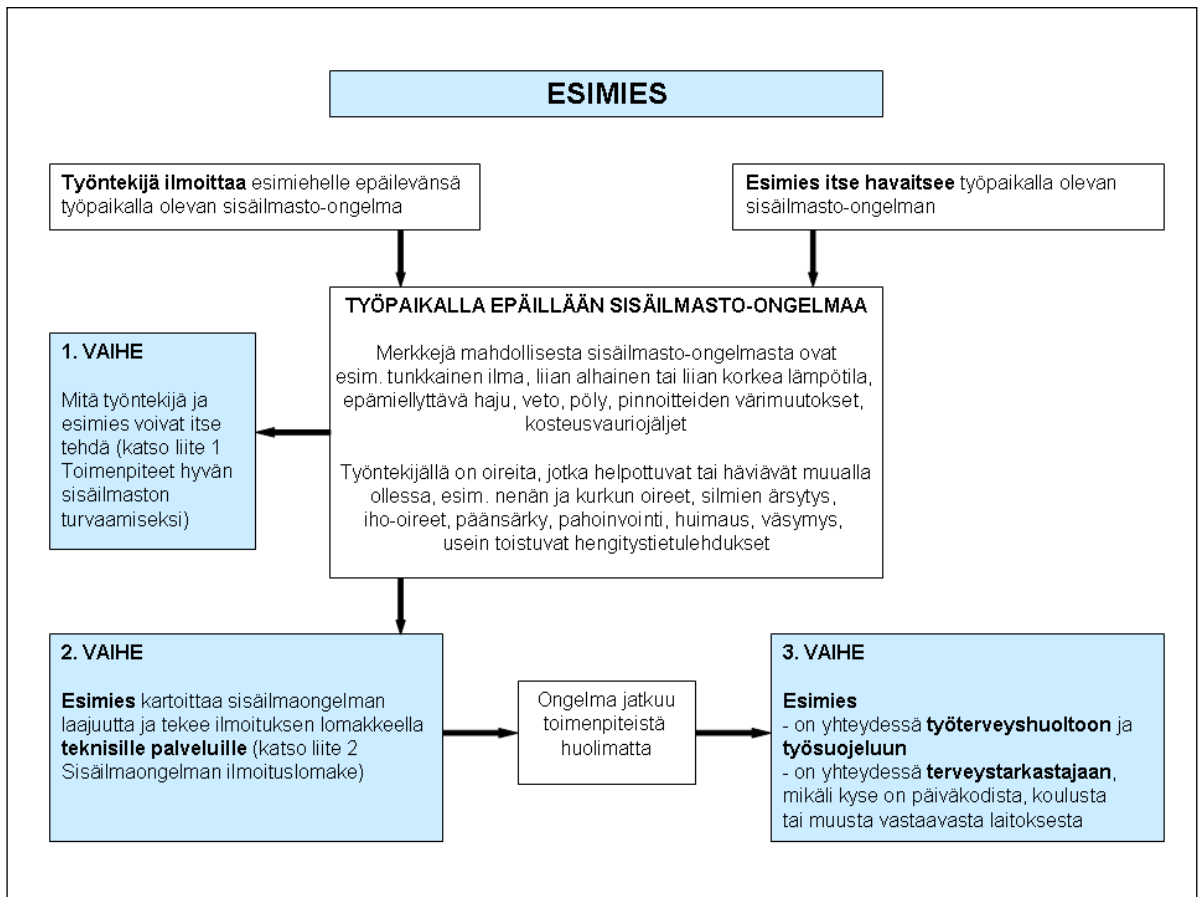 ESIMIES
Työntekijä ilmoittaa esimiehelle epäilevänsä
työpaikalla olevan sisäilmasto-ongelma
Esimies itse havaitsee työpaikalla olevan
sisäilmasto-ongelman
TYÖPAIKALLA EPÄILLÄÄN SISÄILMASTO-ONGELMAA
Merkkejä mahdollisesta sisäilmasto-ongelmasta ovat
esim. tunkkainen ilma, liian alhainen tai liian korkea lämpötila,
epämiellyttävä haju, veto, pöly, pinnoitteiden värimuutokset,
kosteusvauriojäljet
Työntekijällä on oireita, jotka helpottuvat tai häviävät muualla
ollessa, esim. nenän ja kurkun oireet, silmien ärsytys,
iho-oireet, päänsärky, pahoinvointi, huimaus, väsymys,
usein toistuvat hengitystietulehdukset
1. VAIHE
Mitä työntekijä ja
esimies voivat itse
tehdä (katso liite 1
Toimenpiteet hyvän
sisäilmaston
turvaamiseksi)
2. VAIHE
Esimies kartoittaa sisäilmaongelman
laajuutta ja tekee ilmoituksen lomakkeella
teknisille palveluille (katso liite 2
Sisäilmaongelman ilmoituslomake)
Ongelma jatkuu
toimenpiteistä
huolimatta
3. VAIHE
Esimies
- on yhteydessä työterveyshuoltoon ja
työsuojeluun
- on yhteydessä terveystarkastajaan,
mikäli kyse on päiväkodista, koulusta
tai muusta vastaavasta laitoksesta